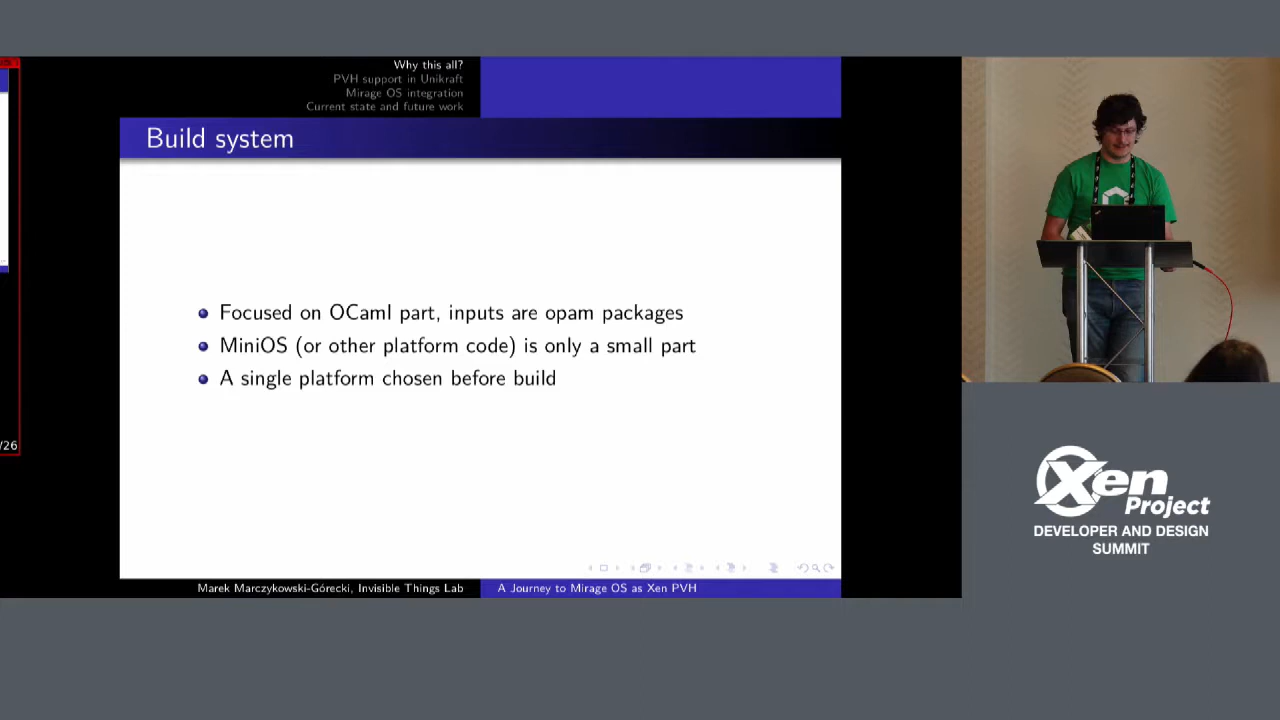 Why this all?
PVH support in Unikraft
Mirage OS integration
Current state and future work
Build system
Focused on OCaml part, inputs are opam packages
MiniOS (or other platform code) is only a small part
A single platform chosen before build
/26
Marek Marczykowski-Górecki, Invisible Things Lab
A Journey to Mirage OS as Xen PVH
Xen
Project
DEVELOPER AND DESIGN
SUMMIT